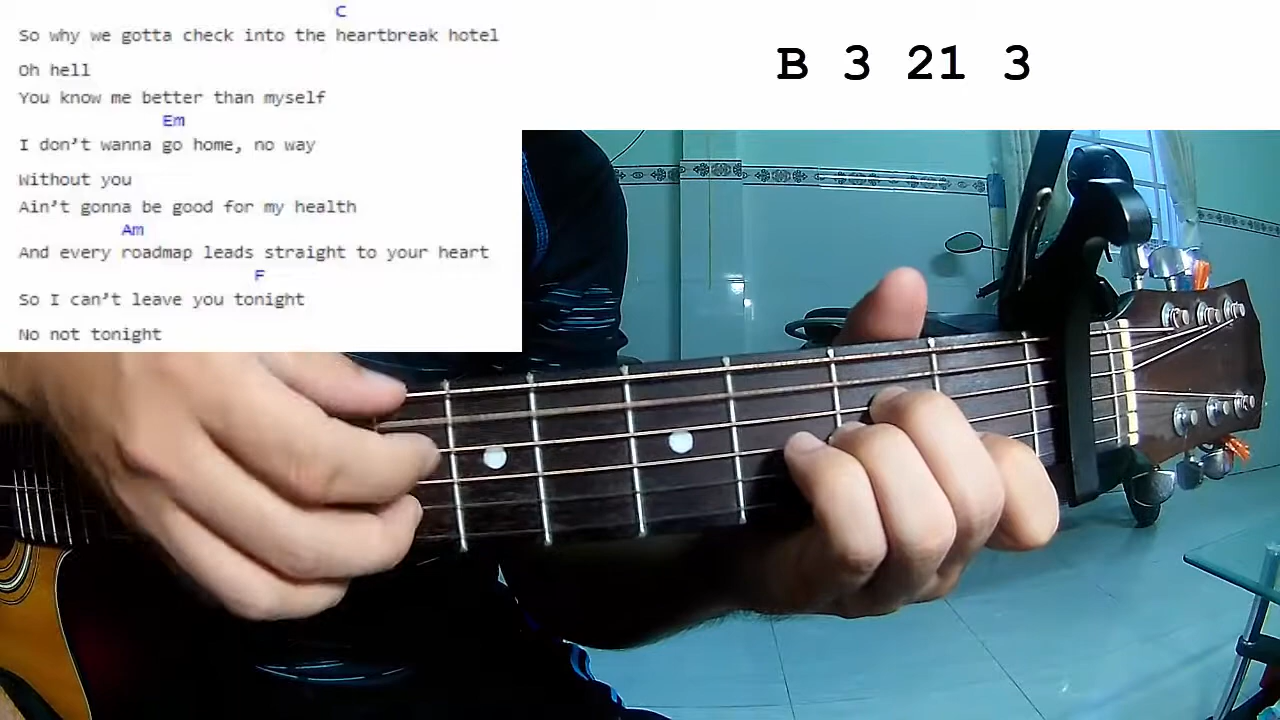 C
So why we gotta check into the heartbreak hotel
Oh hell
You know me better than myself
Em
I don't wanna go home, no way
Without you
Ain't gonna be good for my health
Am
And every roadmap leads straight to your heart
F
So I can't leave you tonight
No not tonight
B 3 21 3